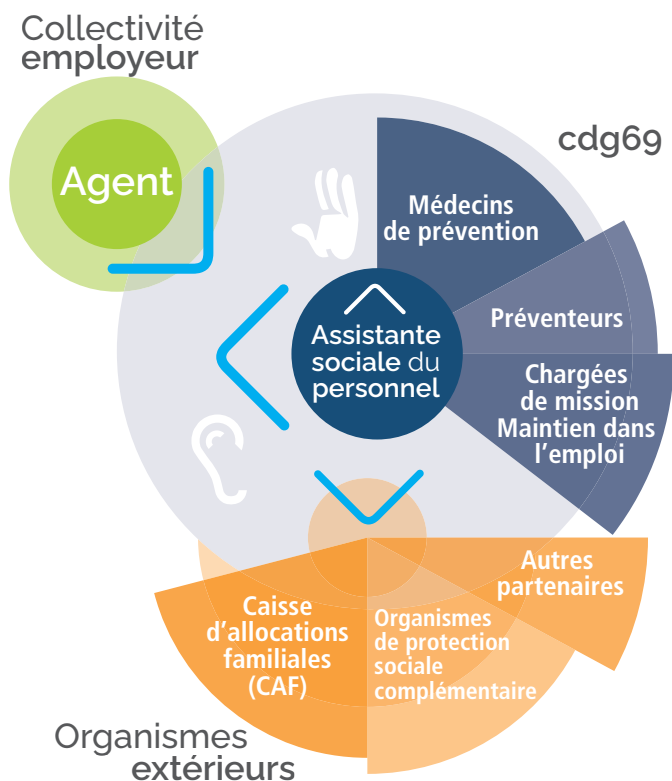 Collectivité
employeur
Agent
cdg69
Médecins
de prévention
Préventeurs
Chargées
de mission
Maintien dans
l'emploi
Assistante
sociale du
personnel
Autres
partenaires
Organismes
de protection
sociale
complémentaire
Caisse
d'allocations
familiales
(CAF)
Organismes
extérieurs